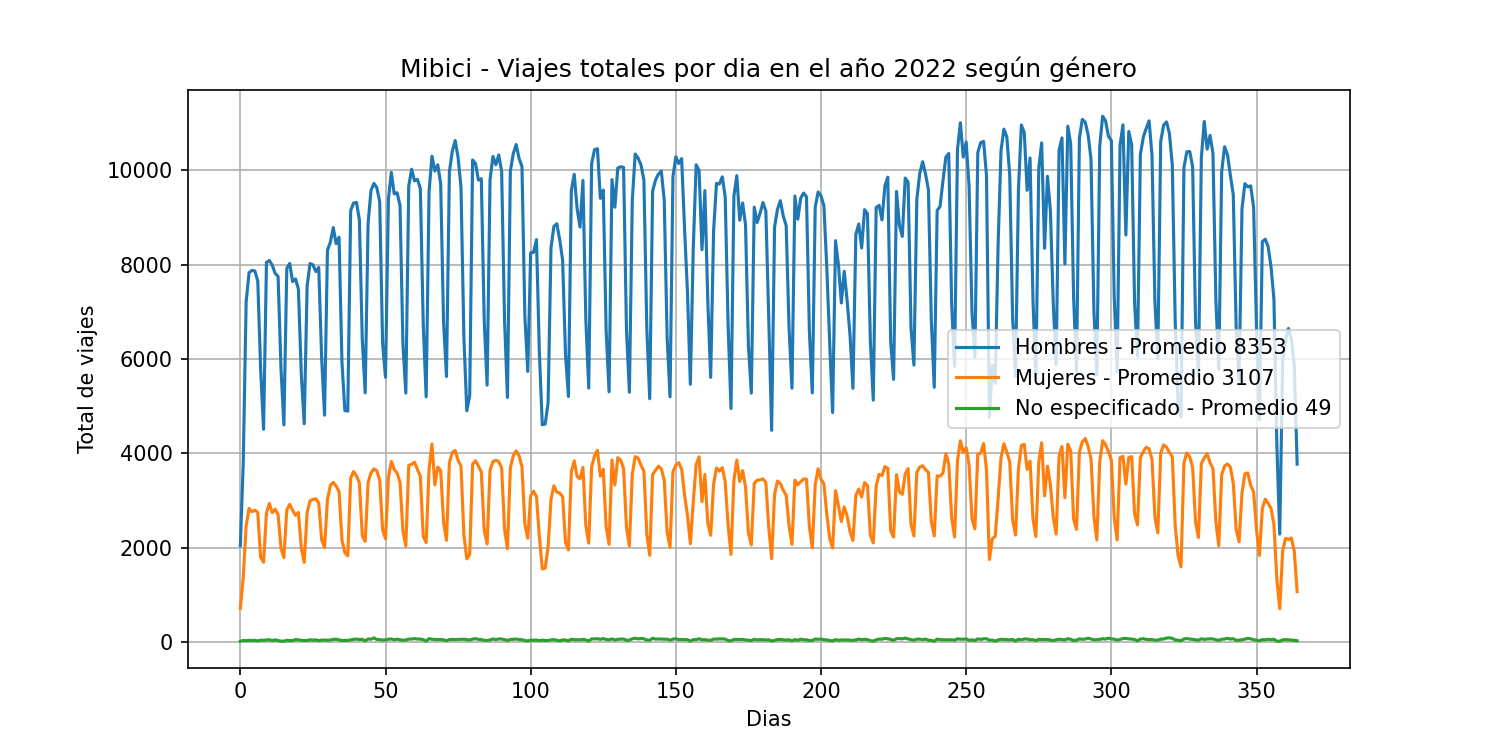 Mibici - Viajes totales por dia en el año 2022 según género
Total de viajes
10000
8000
6000
4000
2000
0
Hombres - Promedio 8353
Mujeres - Promedio 3107
No especificado - Promedio 49
0 50 100 150 200 250 300 350
Dias